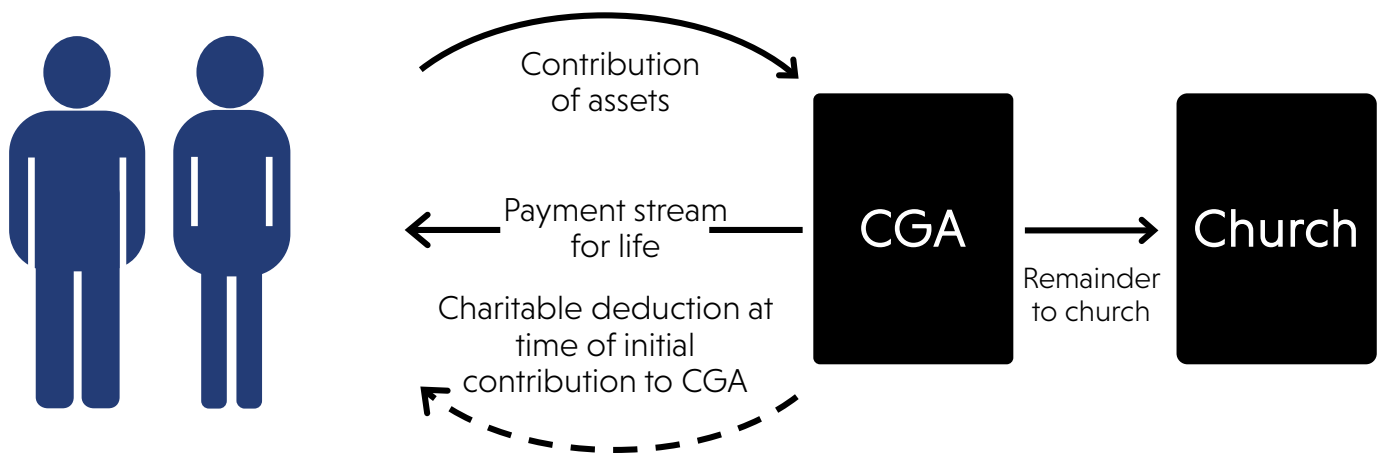 Contribution
of assets
Payment stream
for life
Charitable deduction at
time of initial
contribution to CGA
CGA
Remainder
to church
Church